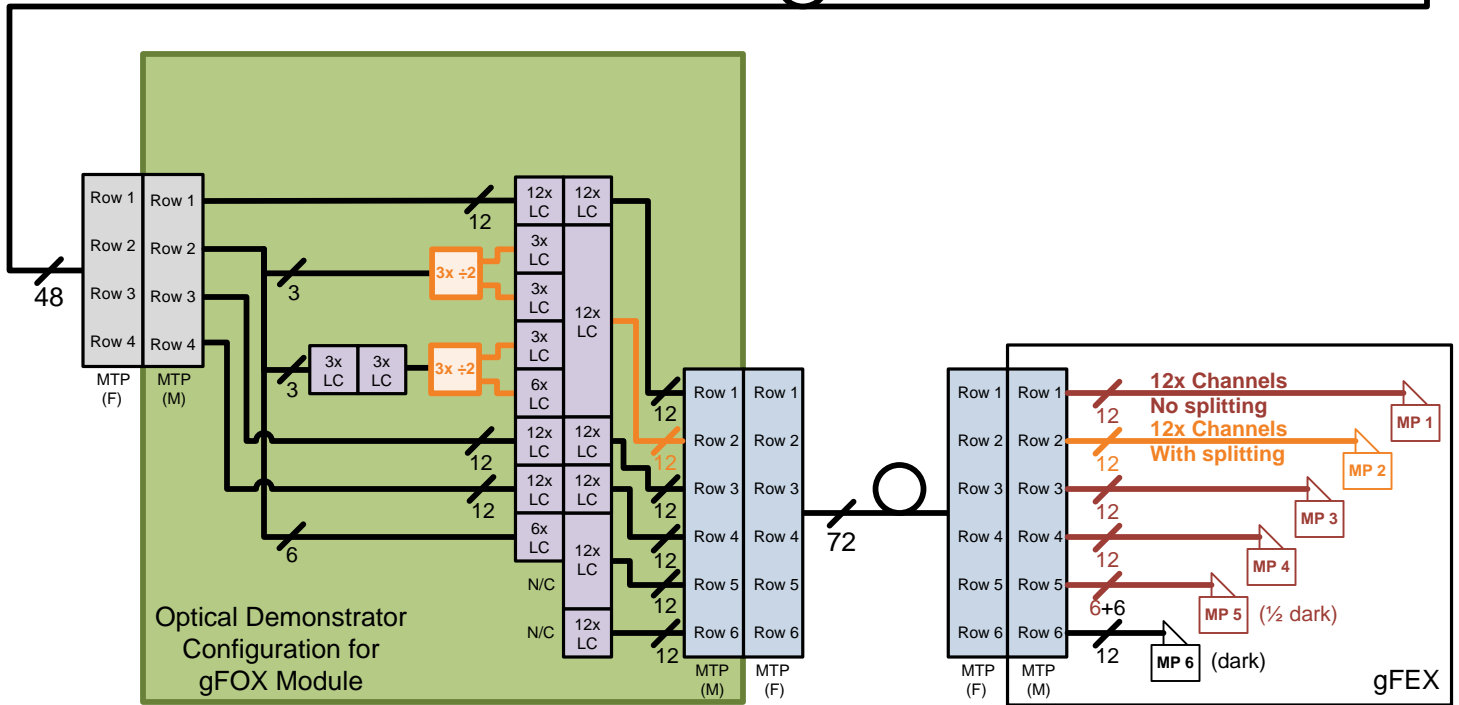 48
Row 1
Row 2
Row 3
Row 4
MTP
(F)
Row 1
Row 2
Row 3
Row 4
MTP
(M)
12
3
3x ÷2
3
3x
LC
3x
LC
3x ÷2
12
12
6
12x
LC
3x
LC
3x
LC
3x
LC
6x
LC
12x
LC
12x
LC
6x
LC
N/C
N/C
12x
LC
12x
LC
12x
LC
12x
LC
12x
LC
12x
LC
Optical Demonstrator
Configuration for
gFOX Module
12
12
12
12
12
12
Row 1
Row 2
Row 3
Row 4
Row 5
Row 6
MTP
(M)
Row 1
Row 2
Row 3
Row 4
Row 5
Row 6
MTP
(F)
72
Row 1
Row 2
Row 3
Row 4
Row 5
Row 6
MTP
(F)
Row 1
Row 2
Row 3
Row 4
Row 5
Row 6
MTP
(M)
12x Channels
No splitting
12
MP 1
12x Channels
With splitting
12
MP 2
12
MP 3
12
MP 4
6+6
MP 5
(½ dark)
12
MP 6
(dark)
gFEX